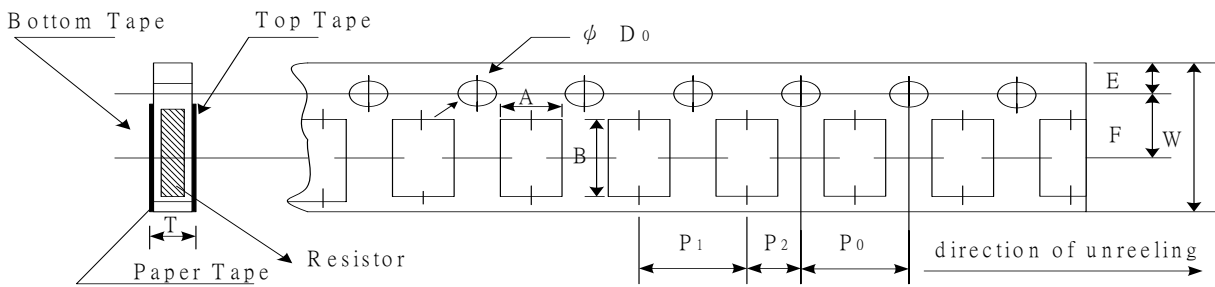 Bottom Tape
Top Tape
ϕ D0
A
B
E
F
W
T
P1
P2
P0
Resistor
Paper Tape
direction of unreeling